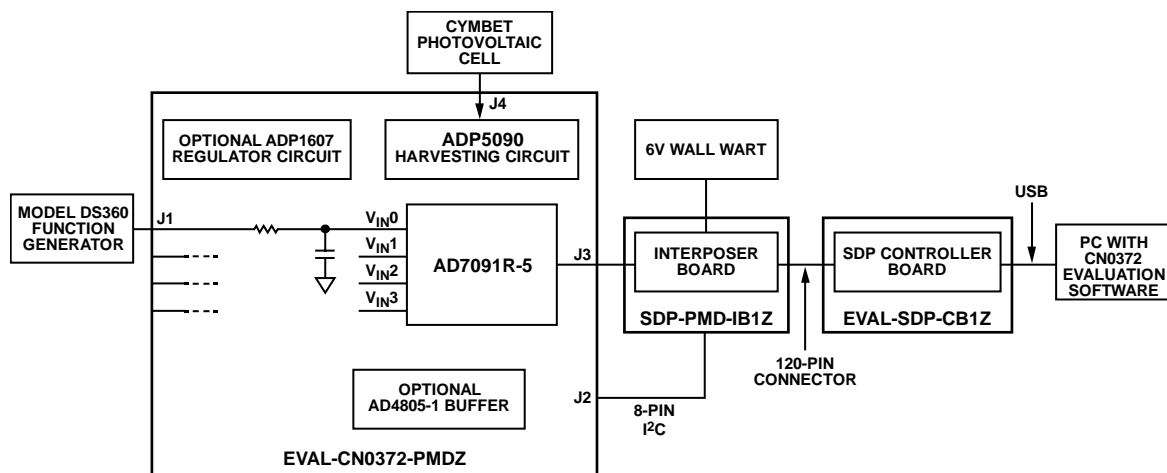 CYMBET
PHOTOVOLTAIC
CELL
J4
OPTIONAL ADP1607
REGULATOR CIRCUIT
ADP5090
HARVESTING CIRCUIT
6V WALL WART
USB
MODEL DS360
FUNCTION
GENERATOR
J1
VIN0
VIN1
VIN2
VIN3
AD7091R-5
J3
INTERPOSER
BOARD
SDP-PMD-IB1Z
SDP CONTROLLER
BOARD
EVAL-SDP-CB1Z
PC WITH
CN0372
EVALUATION
SOFTWARE
120-PIN
CONNECTOR
OPTIONAL
AD4805-1 BUFFER
J2
8-PIN
I2C
EVAL-CN0372-PMDZ